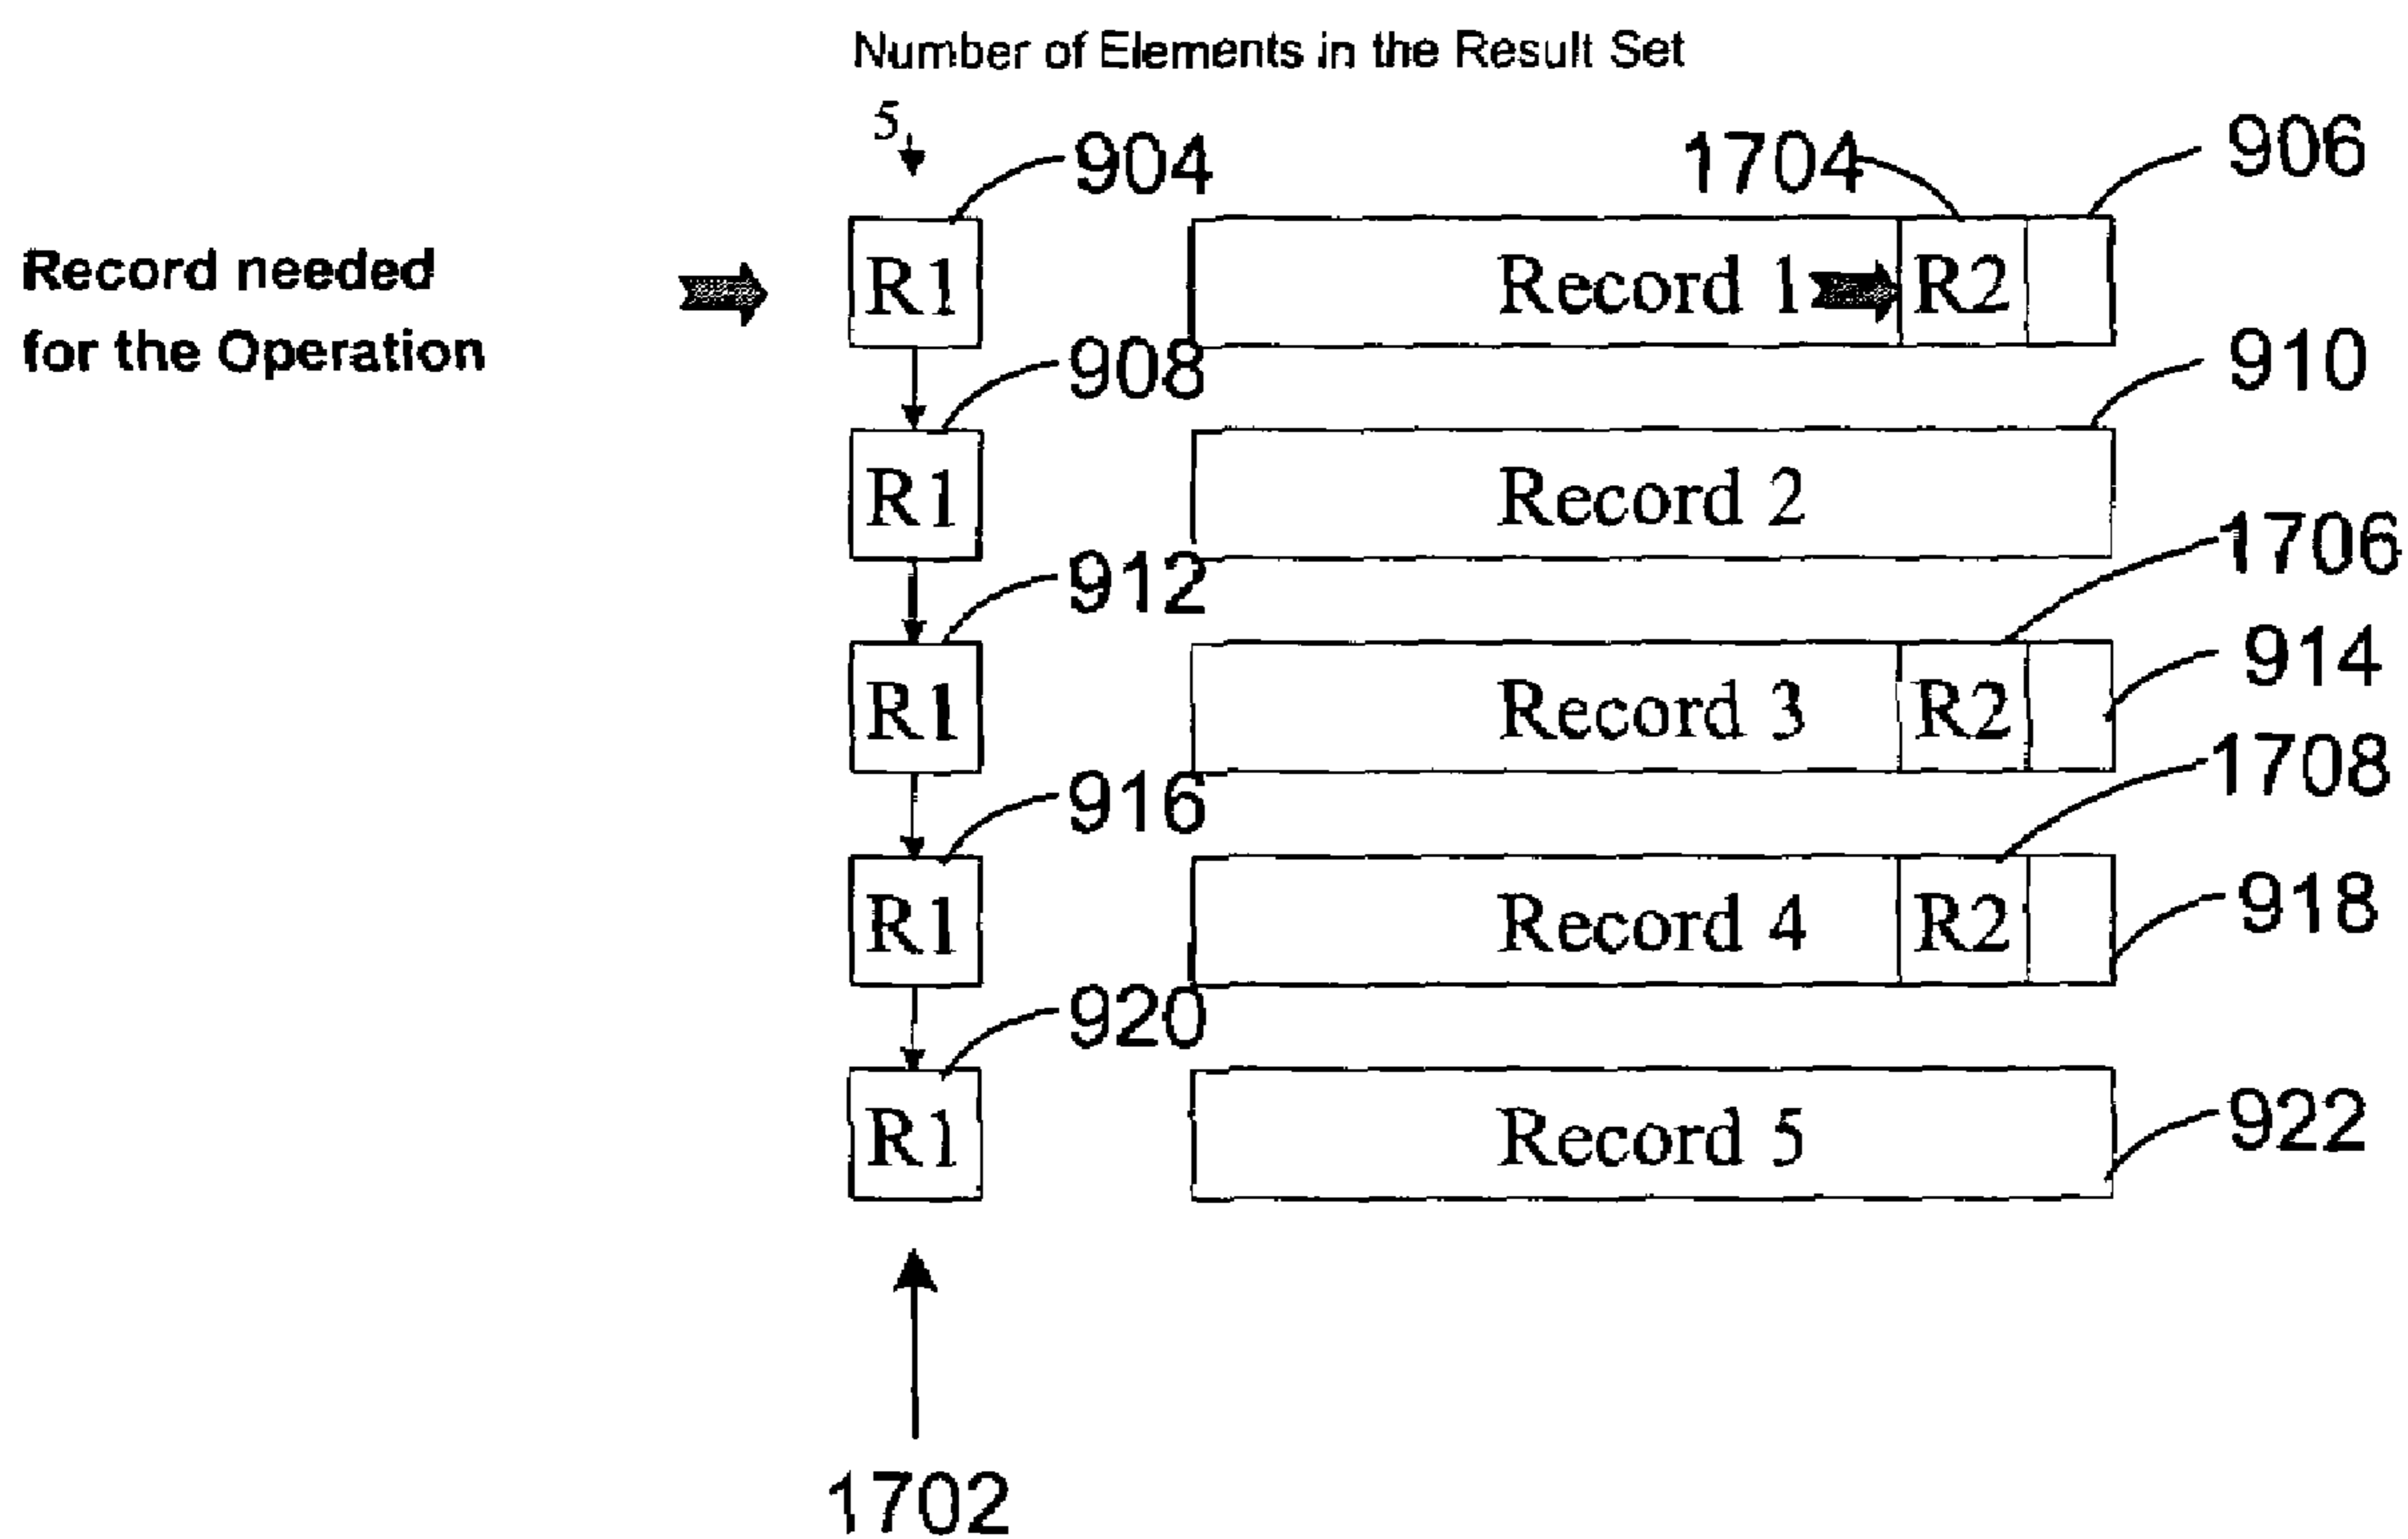 Number of Elements in the Result Set
5
904
1704
906
Record needed
for the Operation
R1
Record 1
R2
908
910
R1
Record 2
912
1706
R1
Record 3
R2
914
916
1708
R1
Record 4
R2
918
920
R1
Record 5
922
1702